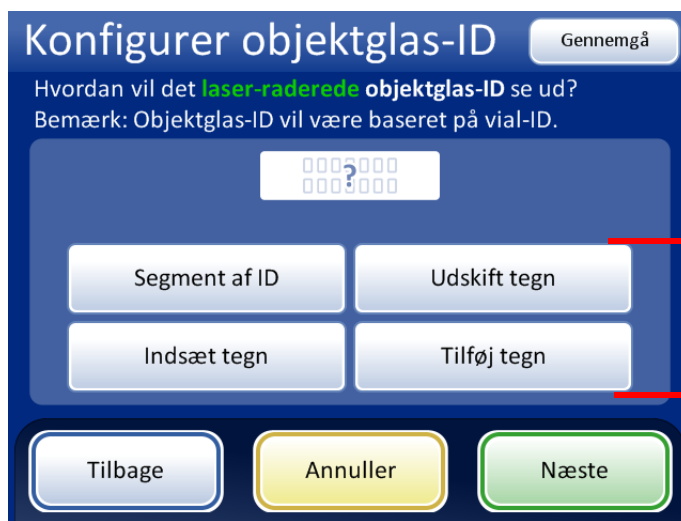 Konfigurer objektglas-ID
Gennemgå
Hvordan vil det laser-raderede objektglas-ID se ud?
Bemærk: Objektglas-ID vil være baseret på vial-ID.
?
Segment af ID
Udskift tegn
Indsæt tegn
Tilføj tegn
Tilbage
Annuller
Næste